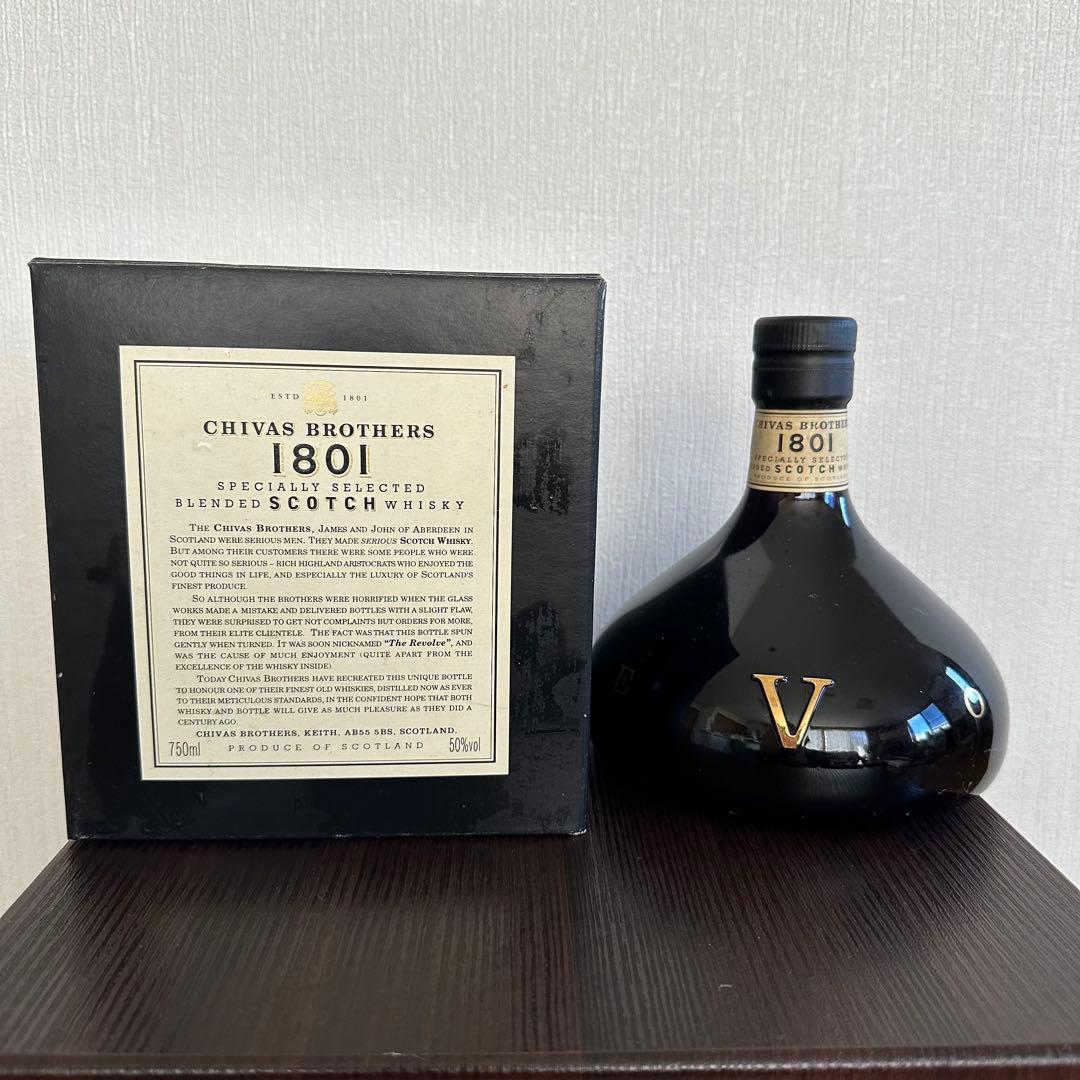 ESTD 1801
CHIVAS BROTHERS
1801
SPECIALLY SELECTED
BLENDED SCOTCH WHISKY
THE CHIVAS BROTHERS, JAMES AND JOHN OF ABERDEEN IN
SCOTLAND WERE SERIOUS MEN. THEY MADE SERIOUS SCOTCH WHISKY.
BUT AMONG THEIR CUSTOMERS THERE WERE SOME PEOPLE WHO WERE
NOT QUITE SO SERIOUS – RICH HIGHLAND ARISTOCRATS WHO ENJOYED THE
GOOD THINGS IN LIFE, AND ESPECIALLY THE LUXURY OF SCOTLAND'S
FINEST PRODUCE.
SO ALTHOUGH THE BROTHERS WERE HORRIFIED WHEN THE GLASS
WORKS MADE A MISTAKE AND DELIVERED BOTTLES WITH A SLIGHT FLAW,
THEY WERE SURPRISED TO GET NOT COMPLAINTS BUT ORDERS FOR MORE,
FROM THEIR ELITE CLIENTELE. THE FACT WAS THAT THIS BOTTLE SPUN
GENTLY WHEN TURNED. IT WAS SOON NICKNAMED "The Revolve", AND
WAS THE CAUSE OF MUCH ENJOYMENT (QUITE APART FROM THE
EXCELLENCE OF THE WHISKY INSIDE).
TODAY CHIVAS BROTHERS HAVE RECREATED THIS UNIQUE BOTTLE
TO HONOUR ONE OF THEIR FINEST OLD WHISKIES, DISTILLED NOW AS EVER
TO THEIR METICULOUS STANDARDS, IN THE CONFIDENT HOPE THAT BOTH
WHISKY AND BOTTLE WILL GIVE AS MUCH PLEASURE AS THEY DID A
CENTURY AGO.
CHIVAS BROTHERS, KEITH, AB55 5BS, SCOTLAND.
750ml PRODUCE OF SCOTLAND 50%vol
CHIVAS BROTHERS
1801
SPECIALLY SELECTED
SCOTCH
PRODUCE OF SCOTLAND
E V O